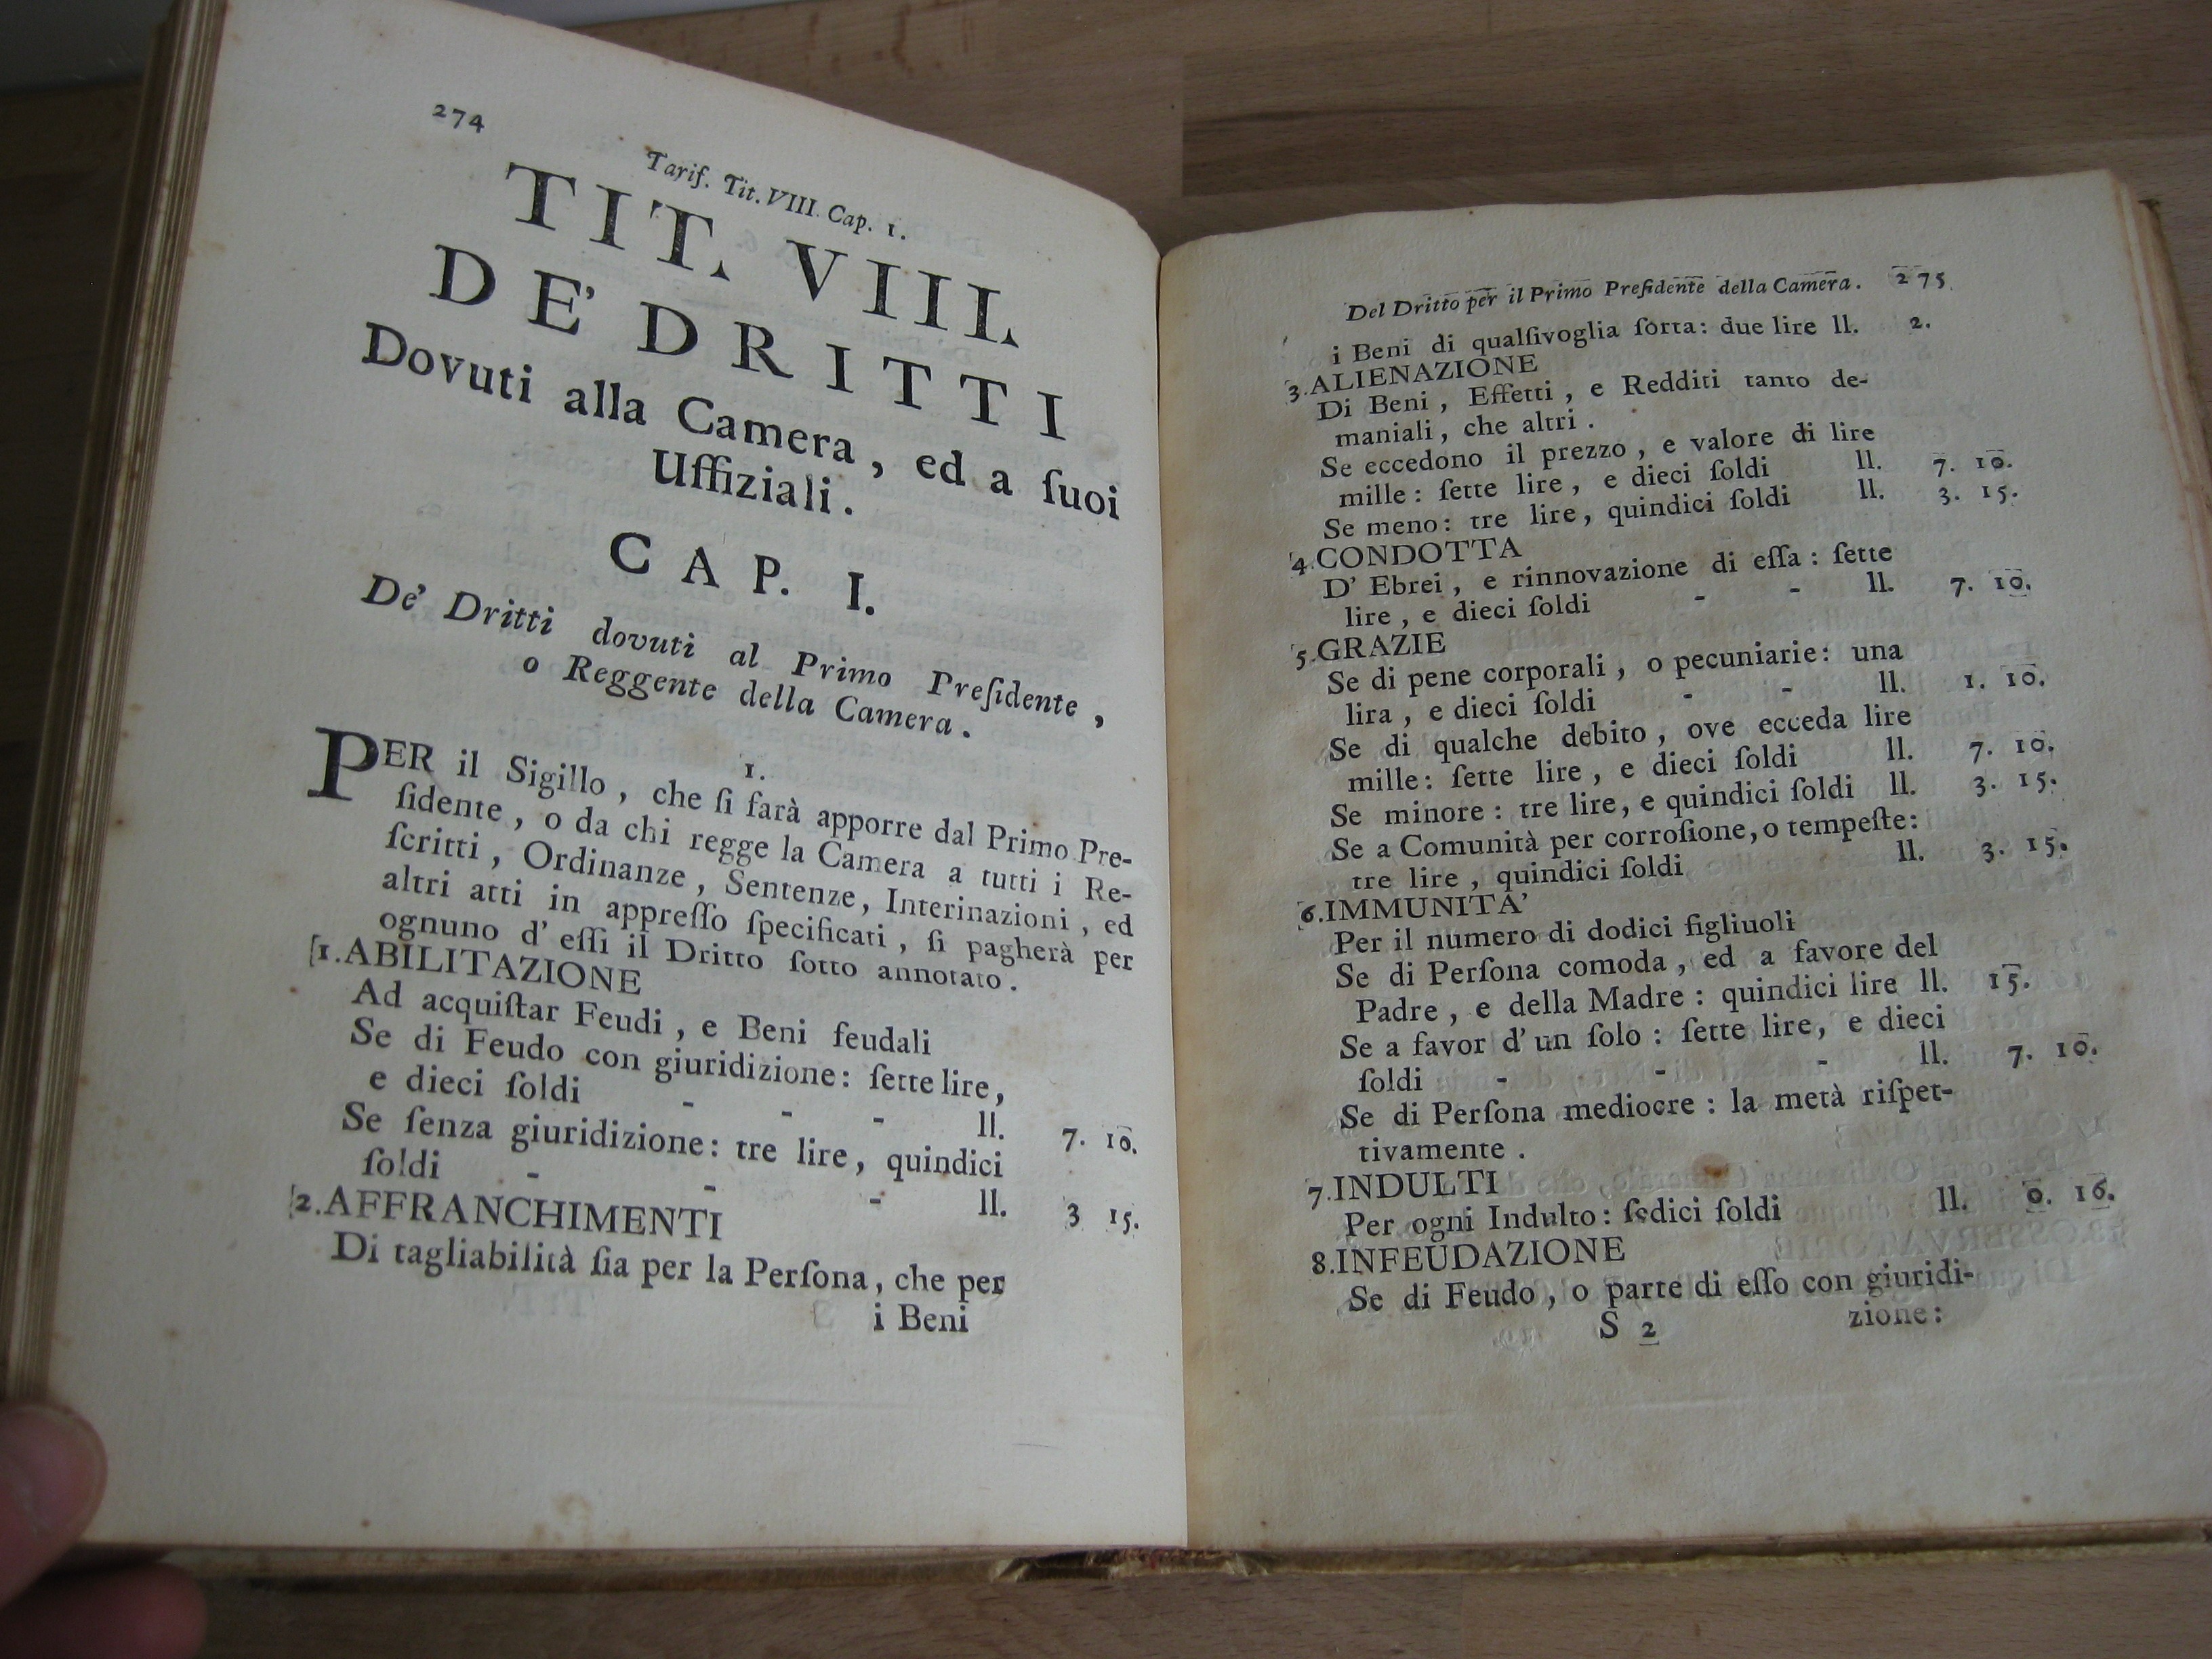 274
Tarif. Tit. VIII. Cap. 1.
TIT. VIII.
DE' DRITTI
Dovuti alla Camera, ed a ſuoi
Uffiziali.
CAP. I.
De' Dritti dovuti al Primo Preſidente,
o Reggente della Camera.
1.
PER il Sigillo, che ſi farà apporre dal Primo Pre-
ſidente, o da chi regge la Camera a tutti i Re-
ſcritti, Ordinanze, Sentenze, Interinazioni, ed
altri atti in appreſſo ſpecificati, ſi pagherà per
ognuno d' eſſi il Dritto ſotto annotato.
[1.ABILITAZIONE
Ad acquiſtar Feudi, e Beni feudali
Se di Feudo con giuridizione: ſette lire,
e dieci ſoldi - - - ll. 7. 10.
Se ſenza giuridizione: tre lire, quindici
ſoldi - - - ll. 3 15.
[2.AFFRANCHIMENTI
Di tagliabilità ſia per la Perſona, che per
i Beni
Del Dritto per il Primo Preſidente della Camera. 275
i Beni di qualſivoglia ſorta: due lire ll. 2.
3.ALIENAZIONE
Di Beni, Effetti, e Redditi tanto de-
maniali, che altri.
Se eccedono il prezzo, e valore di lire
mille: ſette lire, e dieci ſoldi ll. 7. 10.
Se meno: tre lire, quindici ſoldi ll. 3. 15.
4.CONDOTTA
D' Ebrei, e rinnovazione di eſſa: ſette
lire, e dieci ſoldi - - ll. 7. 10.
5.GRAZIE
Se di pene corporali, o pecuniarie: una
lira, e dieci ſoldi - - ll. 1. 10.
Se di qualche debito, ove ecceda lire
mille: ſette lire, e dieci ſoldi ll. 7. 10.
Se minore: tre lire, e quindici ſoldi ll. 3. 15.
Se a Comunità per corroſione, o tempeſte:
tre lire, quindici ſoldi ll. 3. 15.
6.IMMUNITA'
Per il numero di dodici figliuoli
Se di Perſona comoda, ed a favore del
Padre, e della Madre: quindici lire ll. 15.
Se a favor d' un ſolo: ſette lire, e dieci
ſoldi - - - ll. 7. 10.
Se di Perſona mediocre: la metà riſpet-
tivamente.
7.INDULTI
Per ogni Indulto: ſedici ſoldi ll. 0. 16.
8.INFEUDAZIONE
Se di Feudo, o parte di eſſo con giuridi-
S 2 zione: